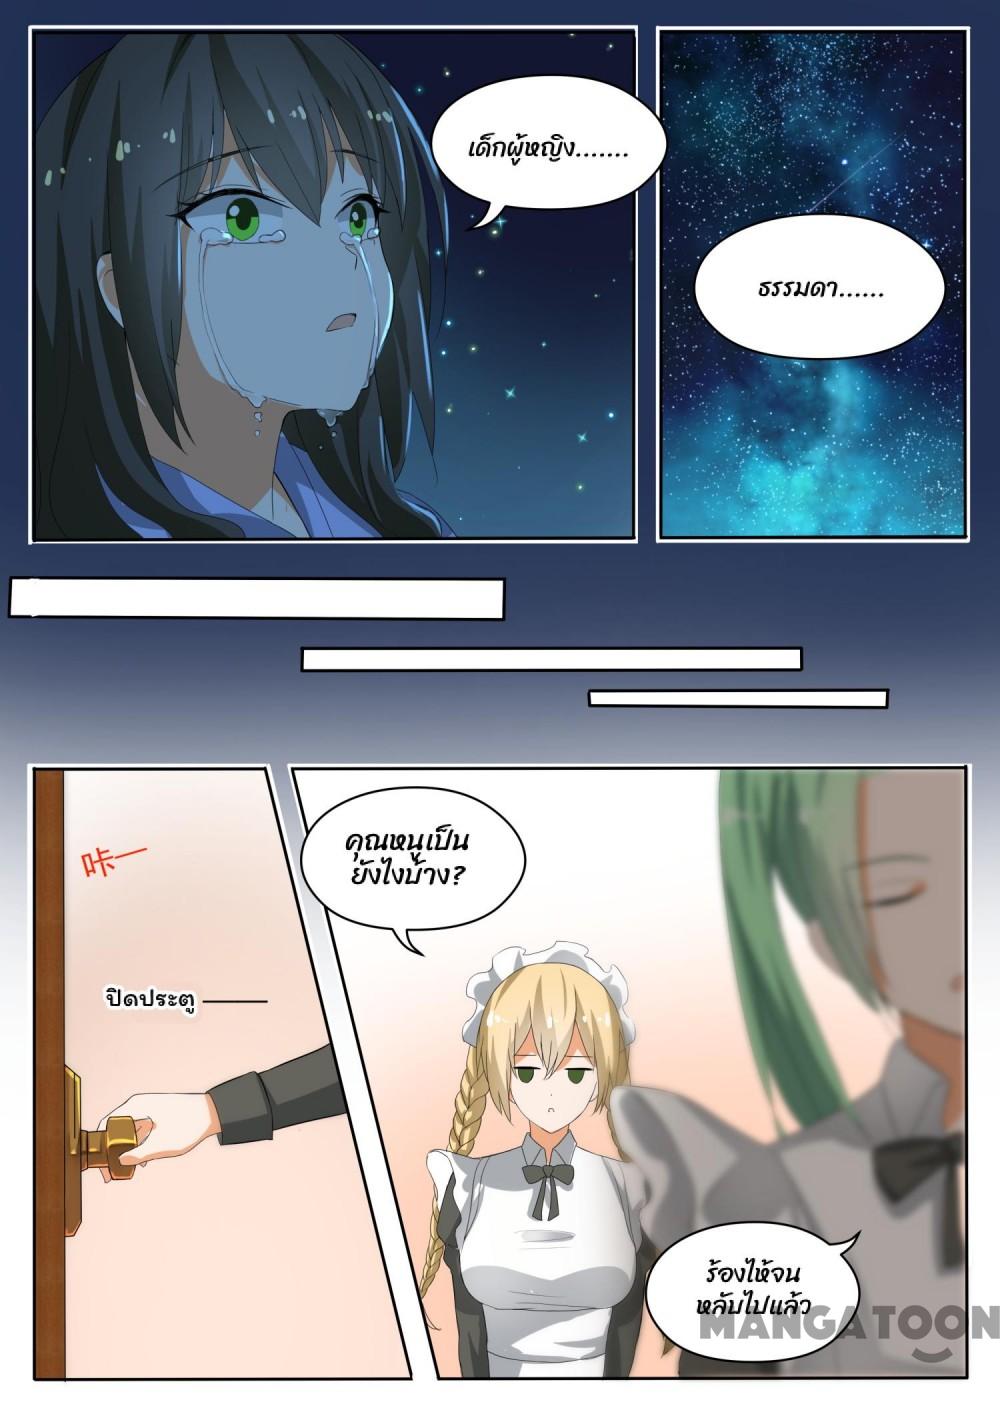 เด็กผู้หญิง.......
ธรรมดา......
咔一
ปิดประตู ———
คุณหนูเป็น
ยังไงบ้าง?
ร้องไห้จน
หลับไปแล้ว
MANGATOON